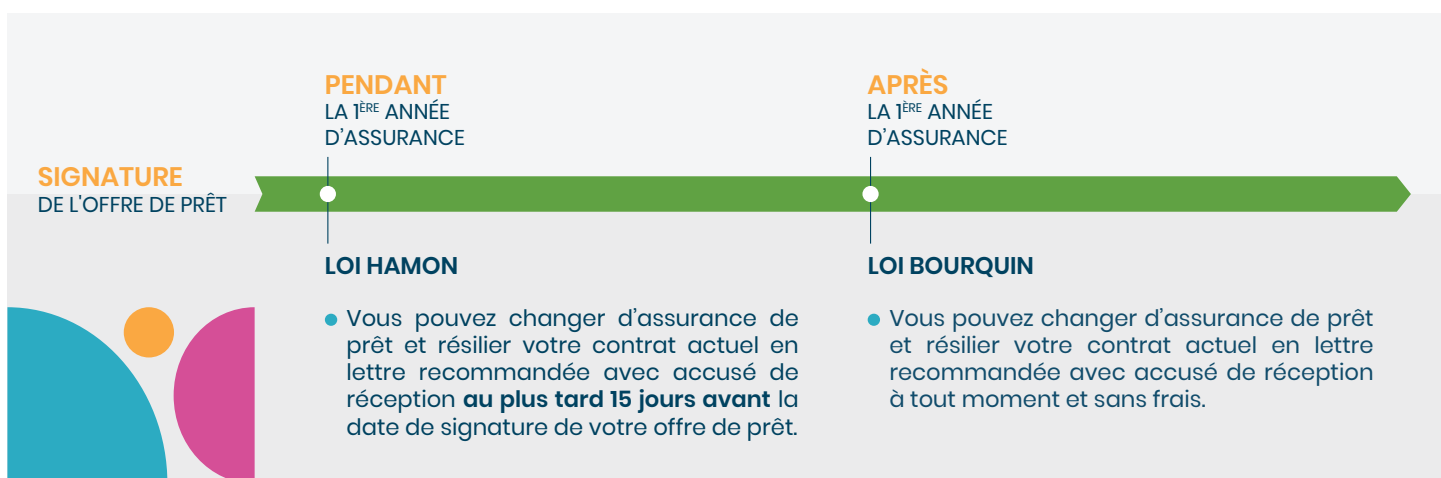 PENDANT
LA 1ÈRE ANNÉE
D'ASSURANCE
APRÈS
LA 1ÈRE ANNÉE
D'ASSURANCE
SIGNATURE
DE L'OFFRE DE PRÊT
LOI HAMON
Vous pouvez changer d'assurance de
prêt et résilier votre contrat actuel en
lettre recommandée avec accusé de
réception au plus tard 15 jours avant la
date de signature de votre offre de prêt.
LOI BOURQUIN
Vous pouvez changer d'assurance de prêt
et résilier votre contrat actuel en lettre
recommandée avec accusé de réception
à tout moment et sans frais.